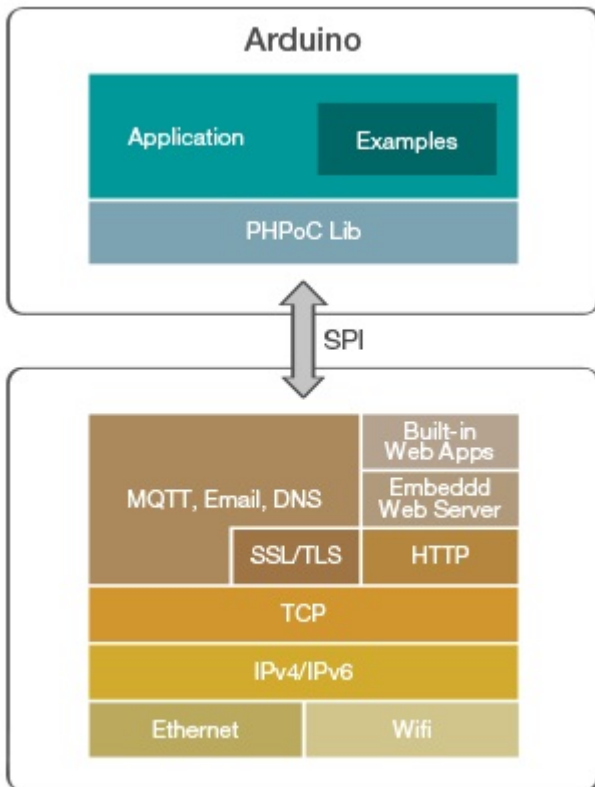 Arduino
Application
Examples
PHPoC Lib
SPI
MQTT, Email, DNS
Built-in
Web Apps
Embeddd
Web Server
SSL/TLS
HTTP
TCP
IPv4/IPv6
Ethernet
Wifi